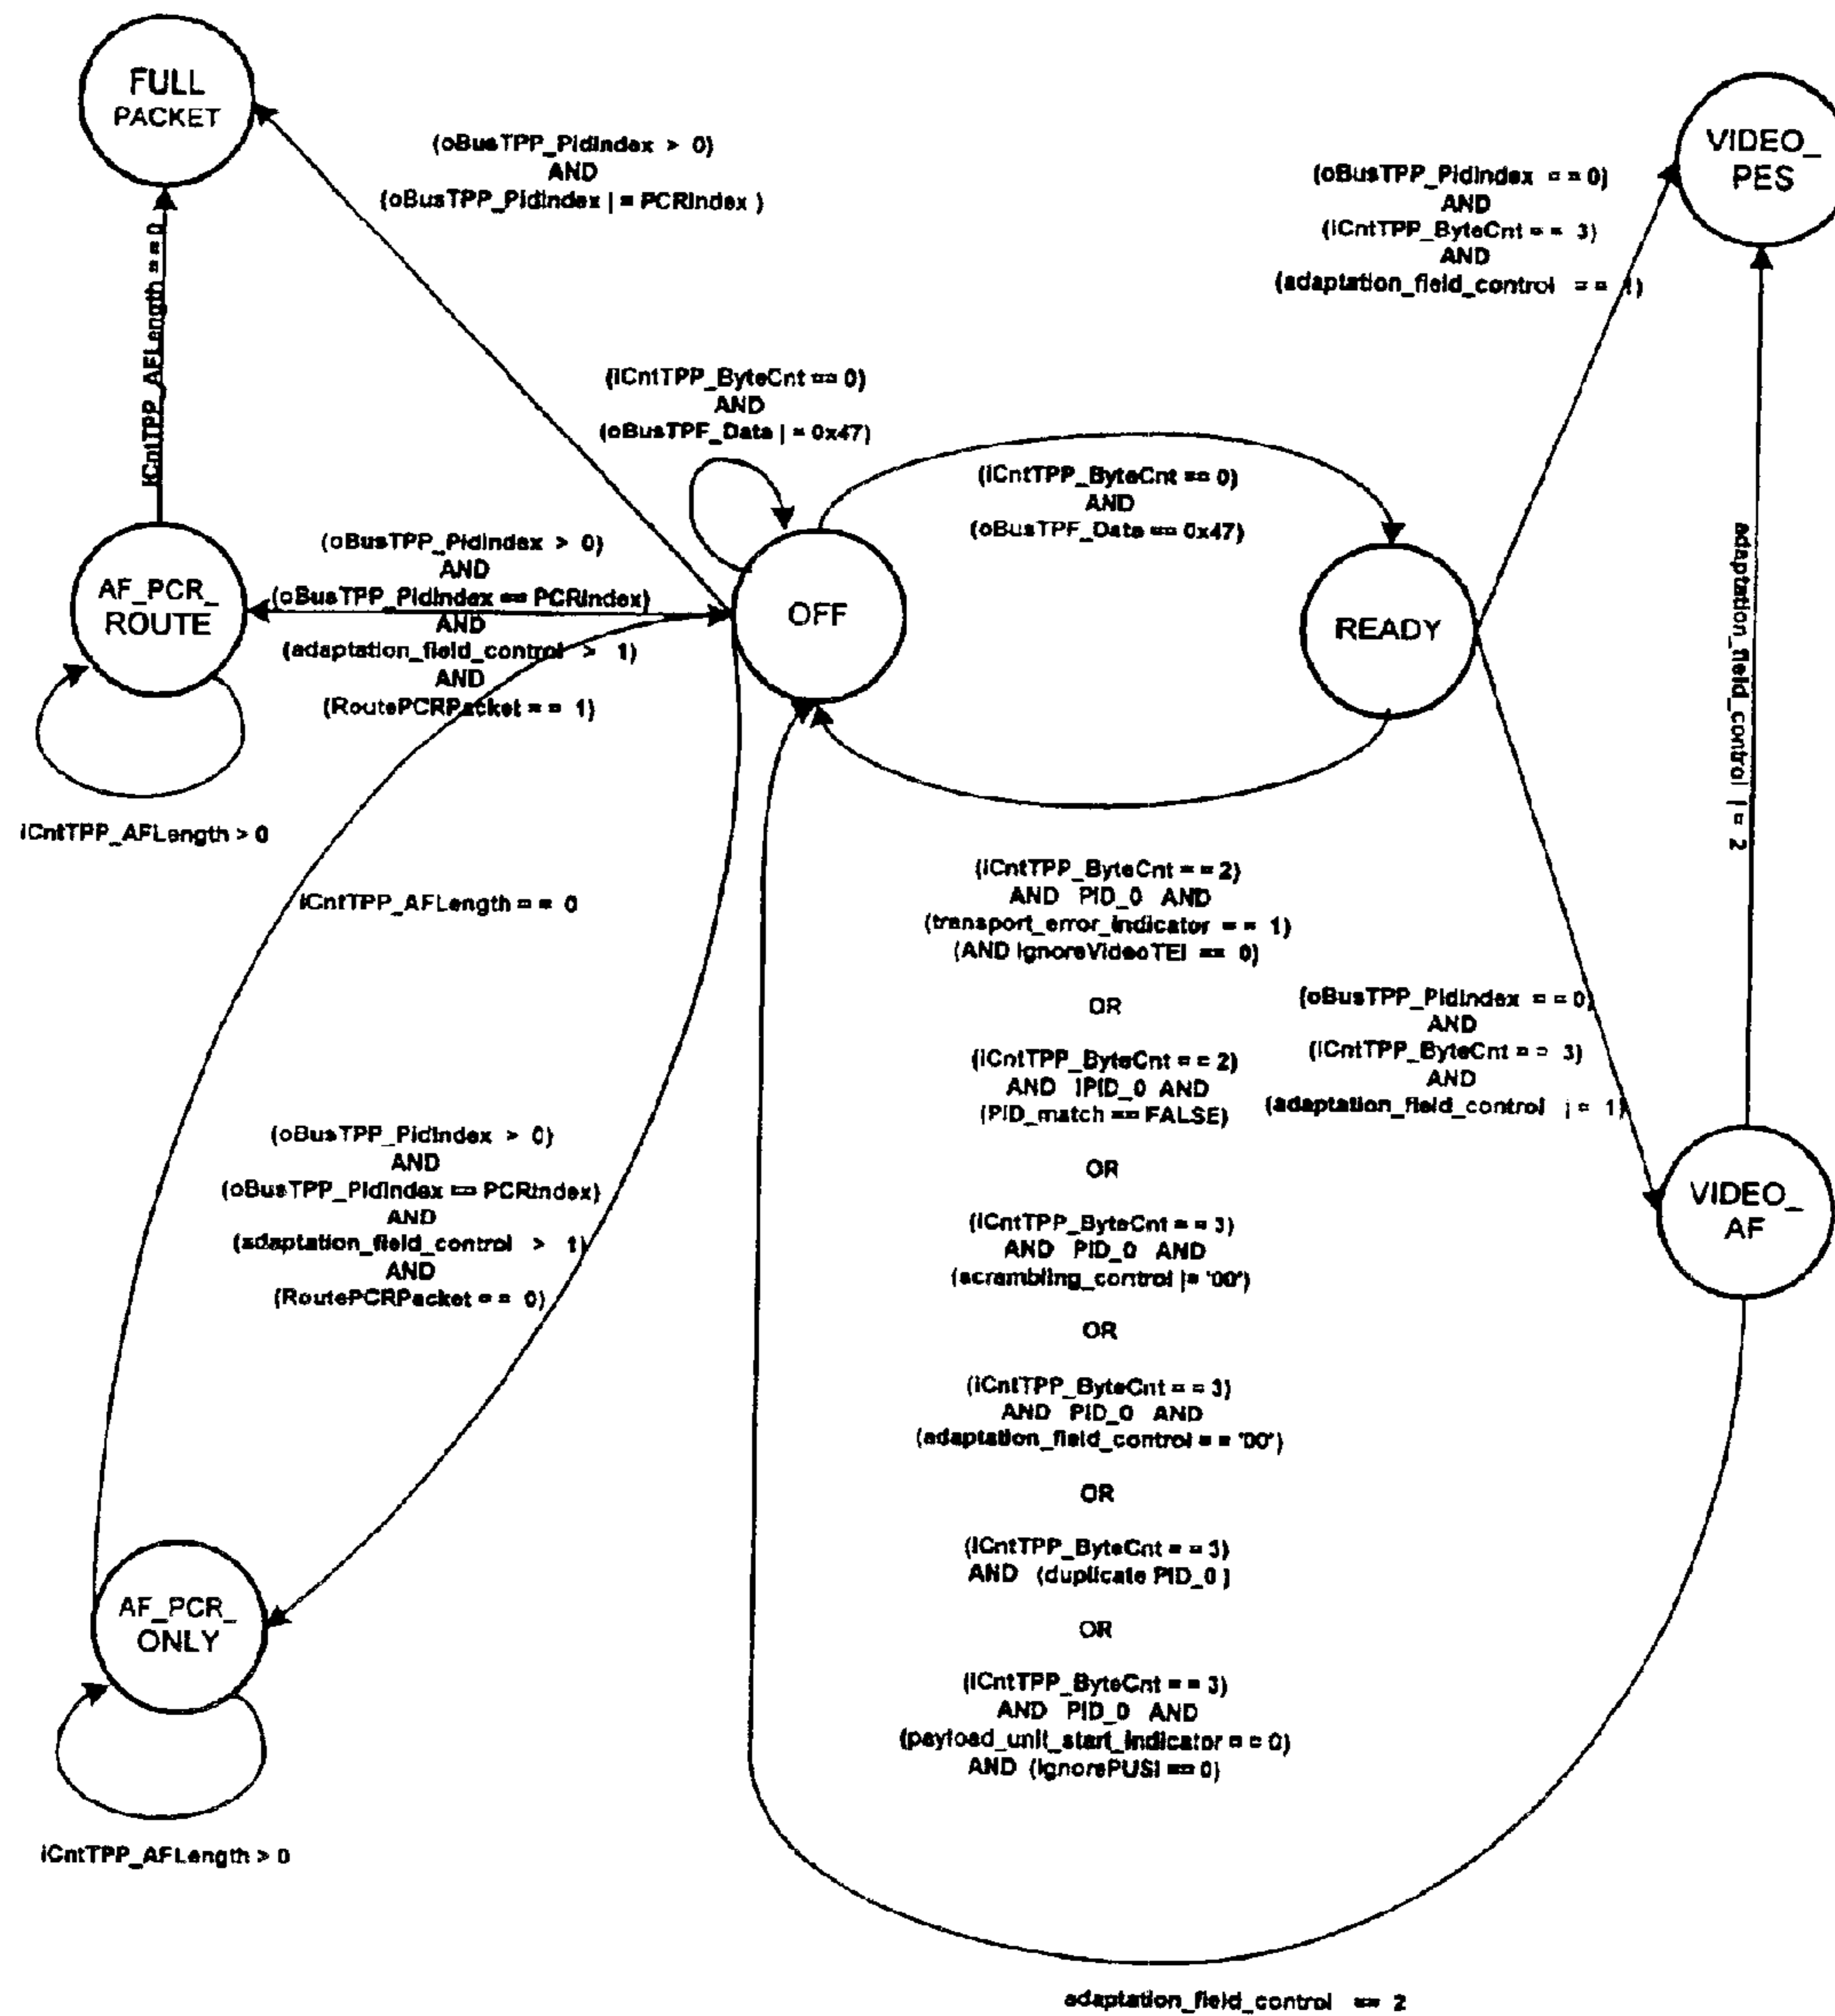 FULL
PACKET
(oBusTPP_PidIndex > 0)
AND
(oBusTPP_PidIndex | = PCRIndex )
iCntTPP_AFLength = = 0
VIDEO_
PES
(oBusTPP_PidIndex = = 0)
AND
(iCntTPP_ByteCnt = = 3)
AND
(adaptation_field_control = = 1)
(iCntTPP_ByteCnt == 0)
AND
(oBusTPF_Data | = 0x47)
(iCntTPP_ByteCnt == 0)
AND
(oBusTPF_Data == 0x47)
AF_PCR_
ROUTE
(oBusTPP_PidIndex > 0)
AND
(oBusTPP_PidIndex == PCRIndex)
AND
(adaptation_field_control > 1)
AND
(RoutePCRPacket = = 1)
OFF
READY
adaptation_field_control | = 2
iCntTPP_AFLength > 0
iCntTPP_AFLength = = 0
(iCntTPP_ByteCnt = = 2)
AND PID_0 AND
(transport_error_indicator = = 1)
(AND IgnoreVideoTEI == 0)
OR
(iCntTPP_ByteCnt = = 2)
AND !PID_0 AND
(PID_match == FALSE)
OR
(iCntTPP_ByteCnt = = 3)
AND PID_0 AND
(scrambling_control |= '00')
OR
(iCntTPP_ByteCnt = = 3)
AND PID_0 AND
(adaptation_field_control = = '00')
OR
(iCntTPP_ByteCnt = = 3)
AND (duplicate PID_0 )
OR
(iCntTPP_ByteCnt = = 3)
AND PID_0 AND
(payload_unit_start_indicator = = 0)
AND (IgnorePUSI == 0)
(oBusTPP_PidIndex = = 0)
AND
(iCntTPP_ByteCnt = = 3)
AND
(adaptation_field_control | = 1)
VIDEO_
AF
(oBusTPP_PidIndex > 0)
AND
(oBusTPP_PidIndex == PCRIndex)
AND
(adaptation_field_control > 1)
AND
(RoutePCRPacket = = 0)
AF_PCR_
ONLY
iCntTPP_AFLength > 0
adaptation_field_control == 2